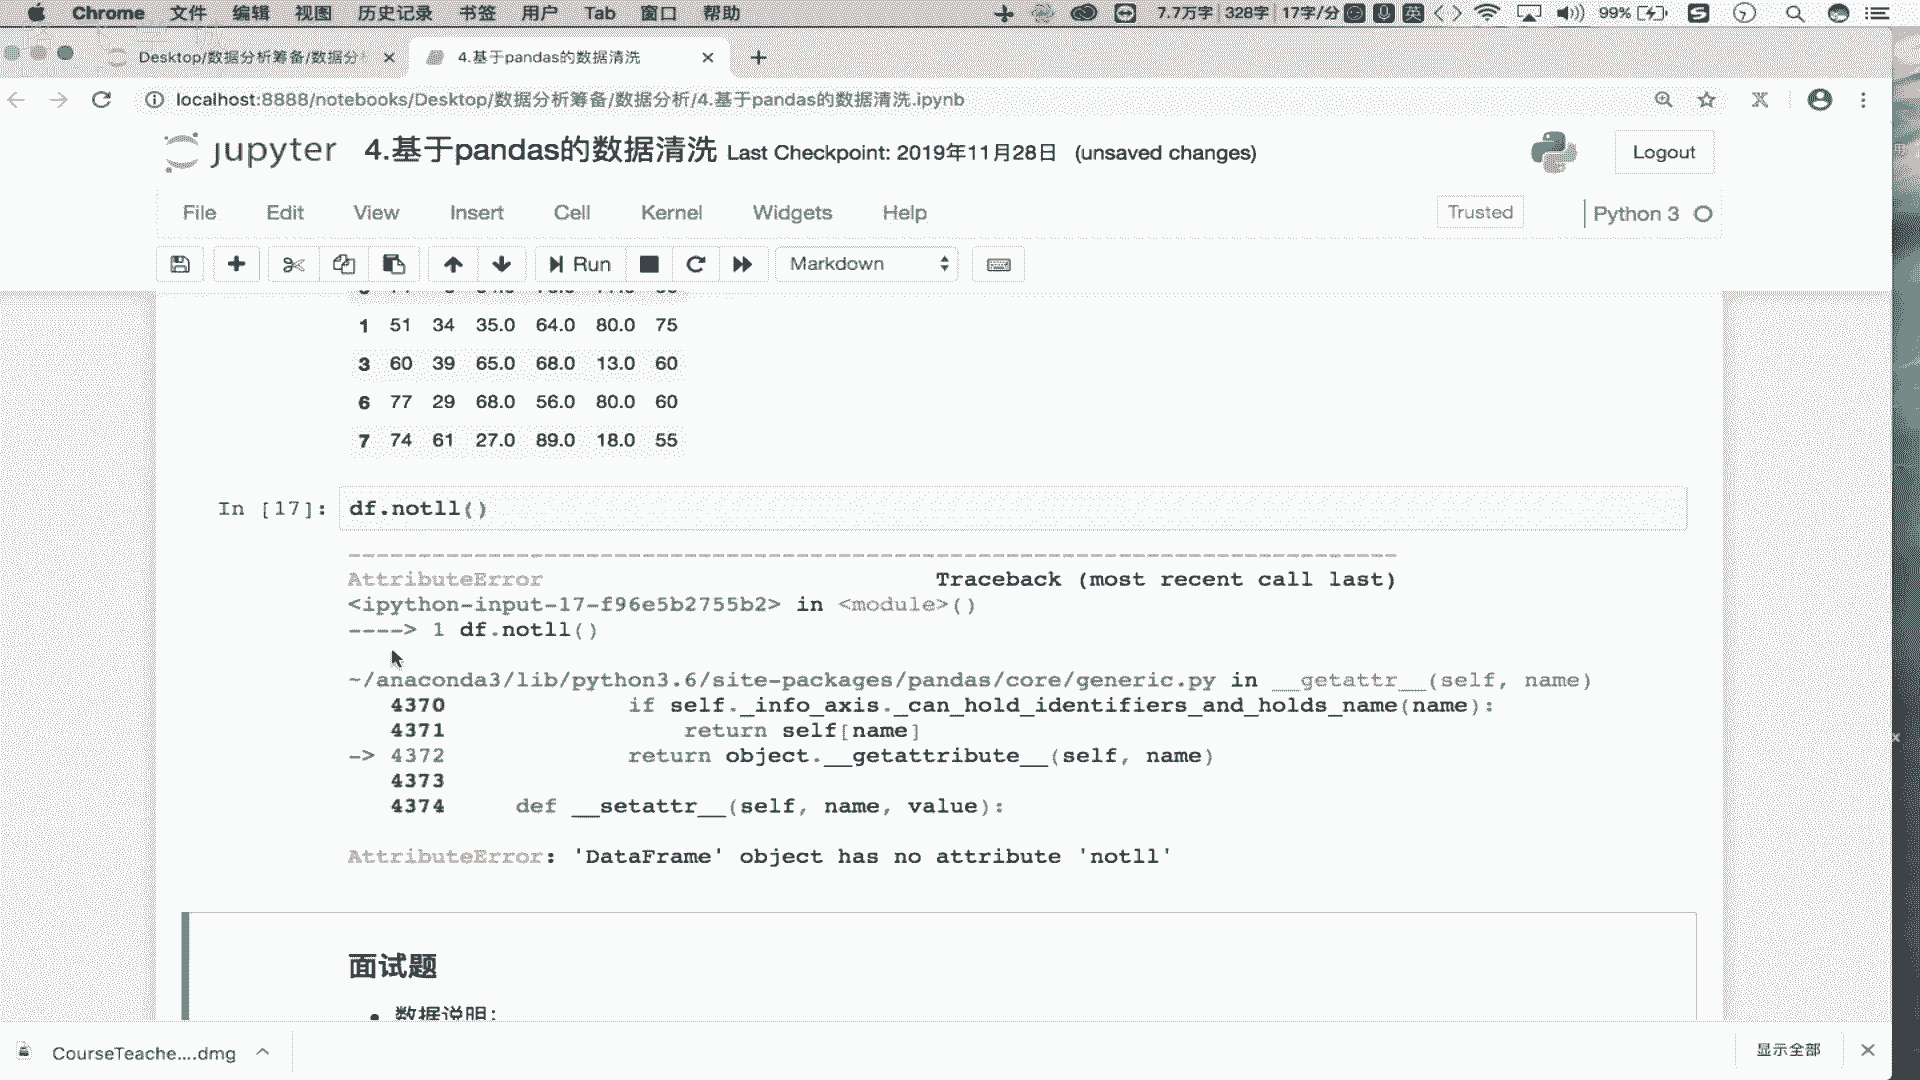 Chrome 文件 编辑 视图 历史记录 书签 用户 Tab 窗口 帮助 7.7万字 328字 17字/分 英 99%
Desktop/数据分析筹备/数据分 4.基于pandas的数据清洗
localhost:8888/notebooks/Desktop/数据分析筹备/数据分析/4.基于pandas的数据清洗.ipynb
jupyter 4.基于pandas的数据清洗 Last Checkpoint: 2019年11月28日 (unsaved changes) Logout
File Edit View Insert Cell Kernel Widgets Help Trusted Python 3
Run Markdown
1 51 34 35.0 64.0 80.0 75
3 60 39 65.0 68.0 13.0 60
6 77 29 68.0 56.0 80.0 60
7 74 61 27.0 89.0 18.0 55
In [17]: df.notll()
---------------------------------------------------------------------------
AttributeError Traceback (most recent call last)
<ipython-input-17-f96e5b2755b2> in <module>()
----> 1 df.notll()
~/anaconda3/lib/python3.6/site-packages/pandas/core/generic.py in __getattr__(self, name)
4370 if self._info_axis._can_hold_identifiers_and_holds_name(name):
4371 return self[name]
-> 4372 return object.__getattribute__(self, name)
4373
4374 def __setattr__(self, name, value):
AttributeError: 'DataFrame' object has no attribute 'notll'
面试题
数据说明:
CourseTeache....dmg 显示全部